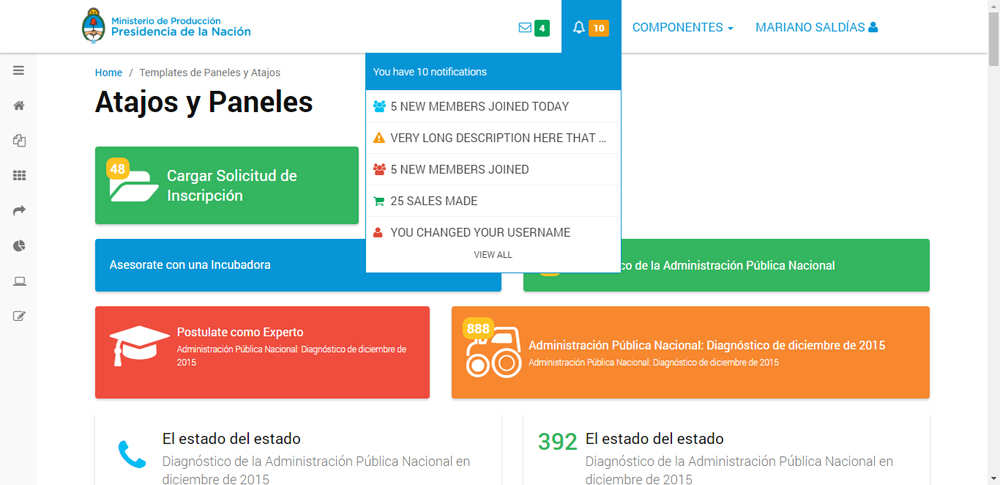 Ministerio de Producción
Presidencia de la Nación
4
10
COMPONENTES
MARIANO SALDÍAS
You have 10 notifications
5 NEW MEMBERS JOINED TODAY
VERY LONG DESCRIPTION HERE THAT ...
5 NEW MEMBERS JOINED
25 SALES MADE
YOU CHANGED YOUR USERNAME
VIEW ALL
Home / Templates de Paneles y Atajos
Atajos y Paneles
48
Cargar Solicitud de
Inscripción
Asesorate con una Incubadora
co de la Administración Pública Nacional
Postulate como Experto
Administración Pública Nacional: Diagnóstico de diciembre de
2015
888
Administración Pública Nacional: Diagnóstico de diciembre de 2015
Administración Pública Nacional: Diagnóstico de diciembre de 2015
El estado del estado
Diagnóstico de la Administración Pública Nacional en
diciembre de 2015
392
El estado del estado
Diagnóstico de la Administración Pública Nacional en
diciembre de 2015